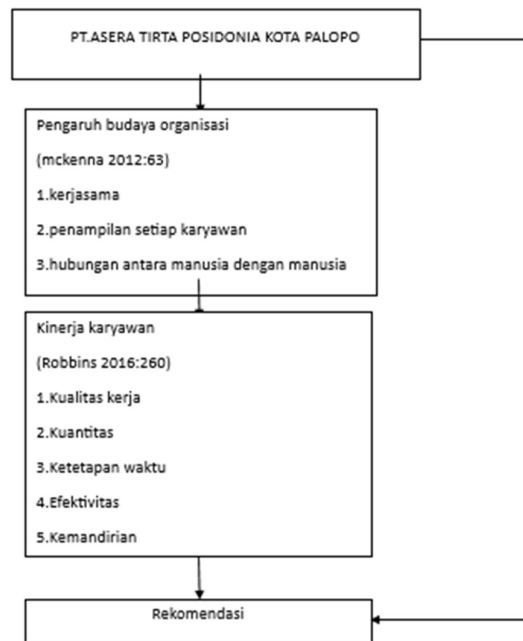 PT.ASERA TIRTA POSIDONIA KOTA PALOPO
Pengaruh budaya organisasi
(mckenna 2012:63)
1.kerjasama
2.penampilan setiap karyawan
3.hubungan antara manusia dengan manusia
Kinerja karyawan
(Robbins 2016:260)
1.Kualitas kerja
2.Kuantitas
3.Ketetapan waktu
4.Efektivitas
5.Kemandirian
Rekomendasi